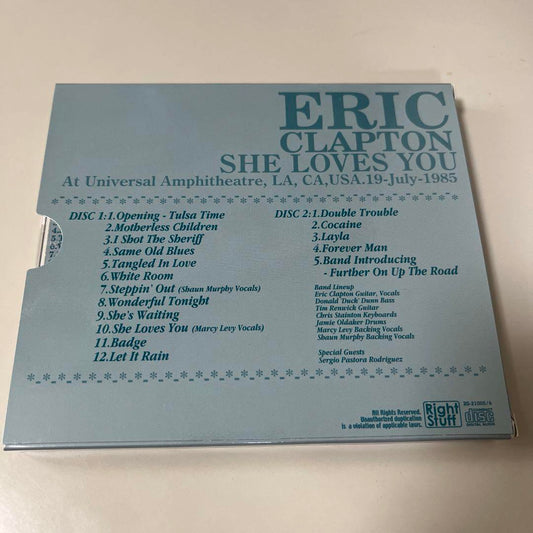 ERIC
CLAPTON
SHE LOVES YOU
At Universal Amphitheatre, LA, CA,USA.19-July-1985
DISC 1:1.Opening - Tulsa Time
2.Motherless Children
3.I Shot The Sheriff
4.Same Old Blues
5.Tangled In Love
6.White Room
7.Steppin' Out (Shaun Murphy Vocals)
8.Wonderful Tonight
9.She's Waiting
10.She Loves You (Marcy Levy Vocals)
11.Badge
12.Let It Rain
DISC 2:1.Double Trouble
2.Cocaine
3.Layla
4.Forever Man
5.Band Introducing
- Further On Up The Road
Band Lineup
Eric Clapton Guitar, Vocals
Donald 'Duck' Dunn Bass
Tim Renwick Guitar
Chris Stainton Keyboards
Jamie Oldaker Drums
Marcy Levy Backing Vocals
Shaun Murphy Backing Vocals
Special Guests
Sergio Pastora Rodriguez
All Rights Reserved.
Unauthorized duplication
is a violation of applicable laws.
Right
Stuff
disc
DIGITAL AUDIO